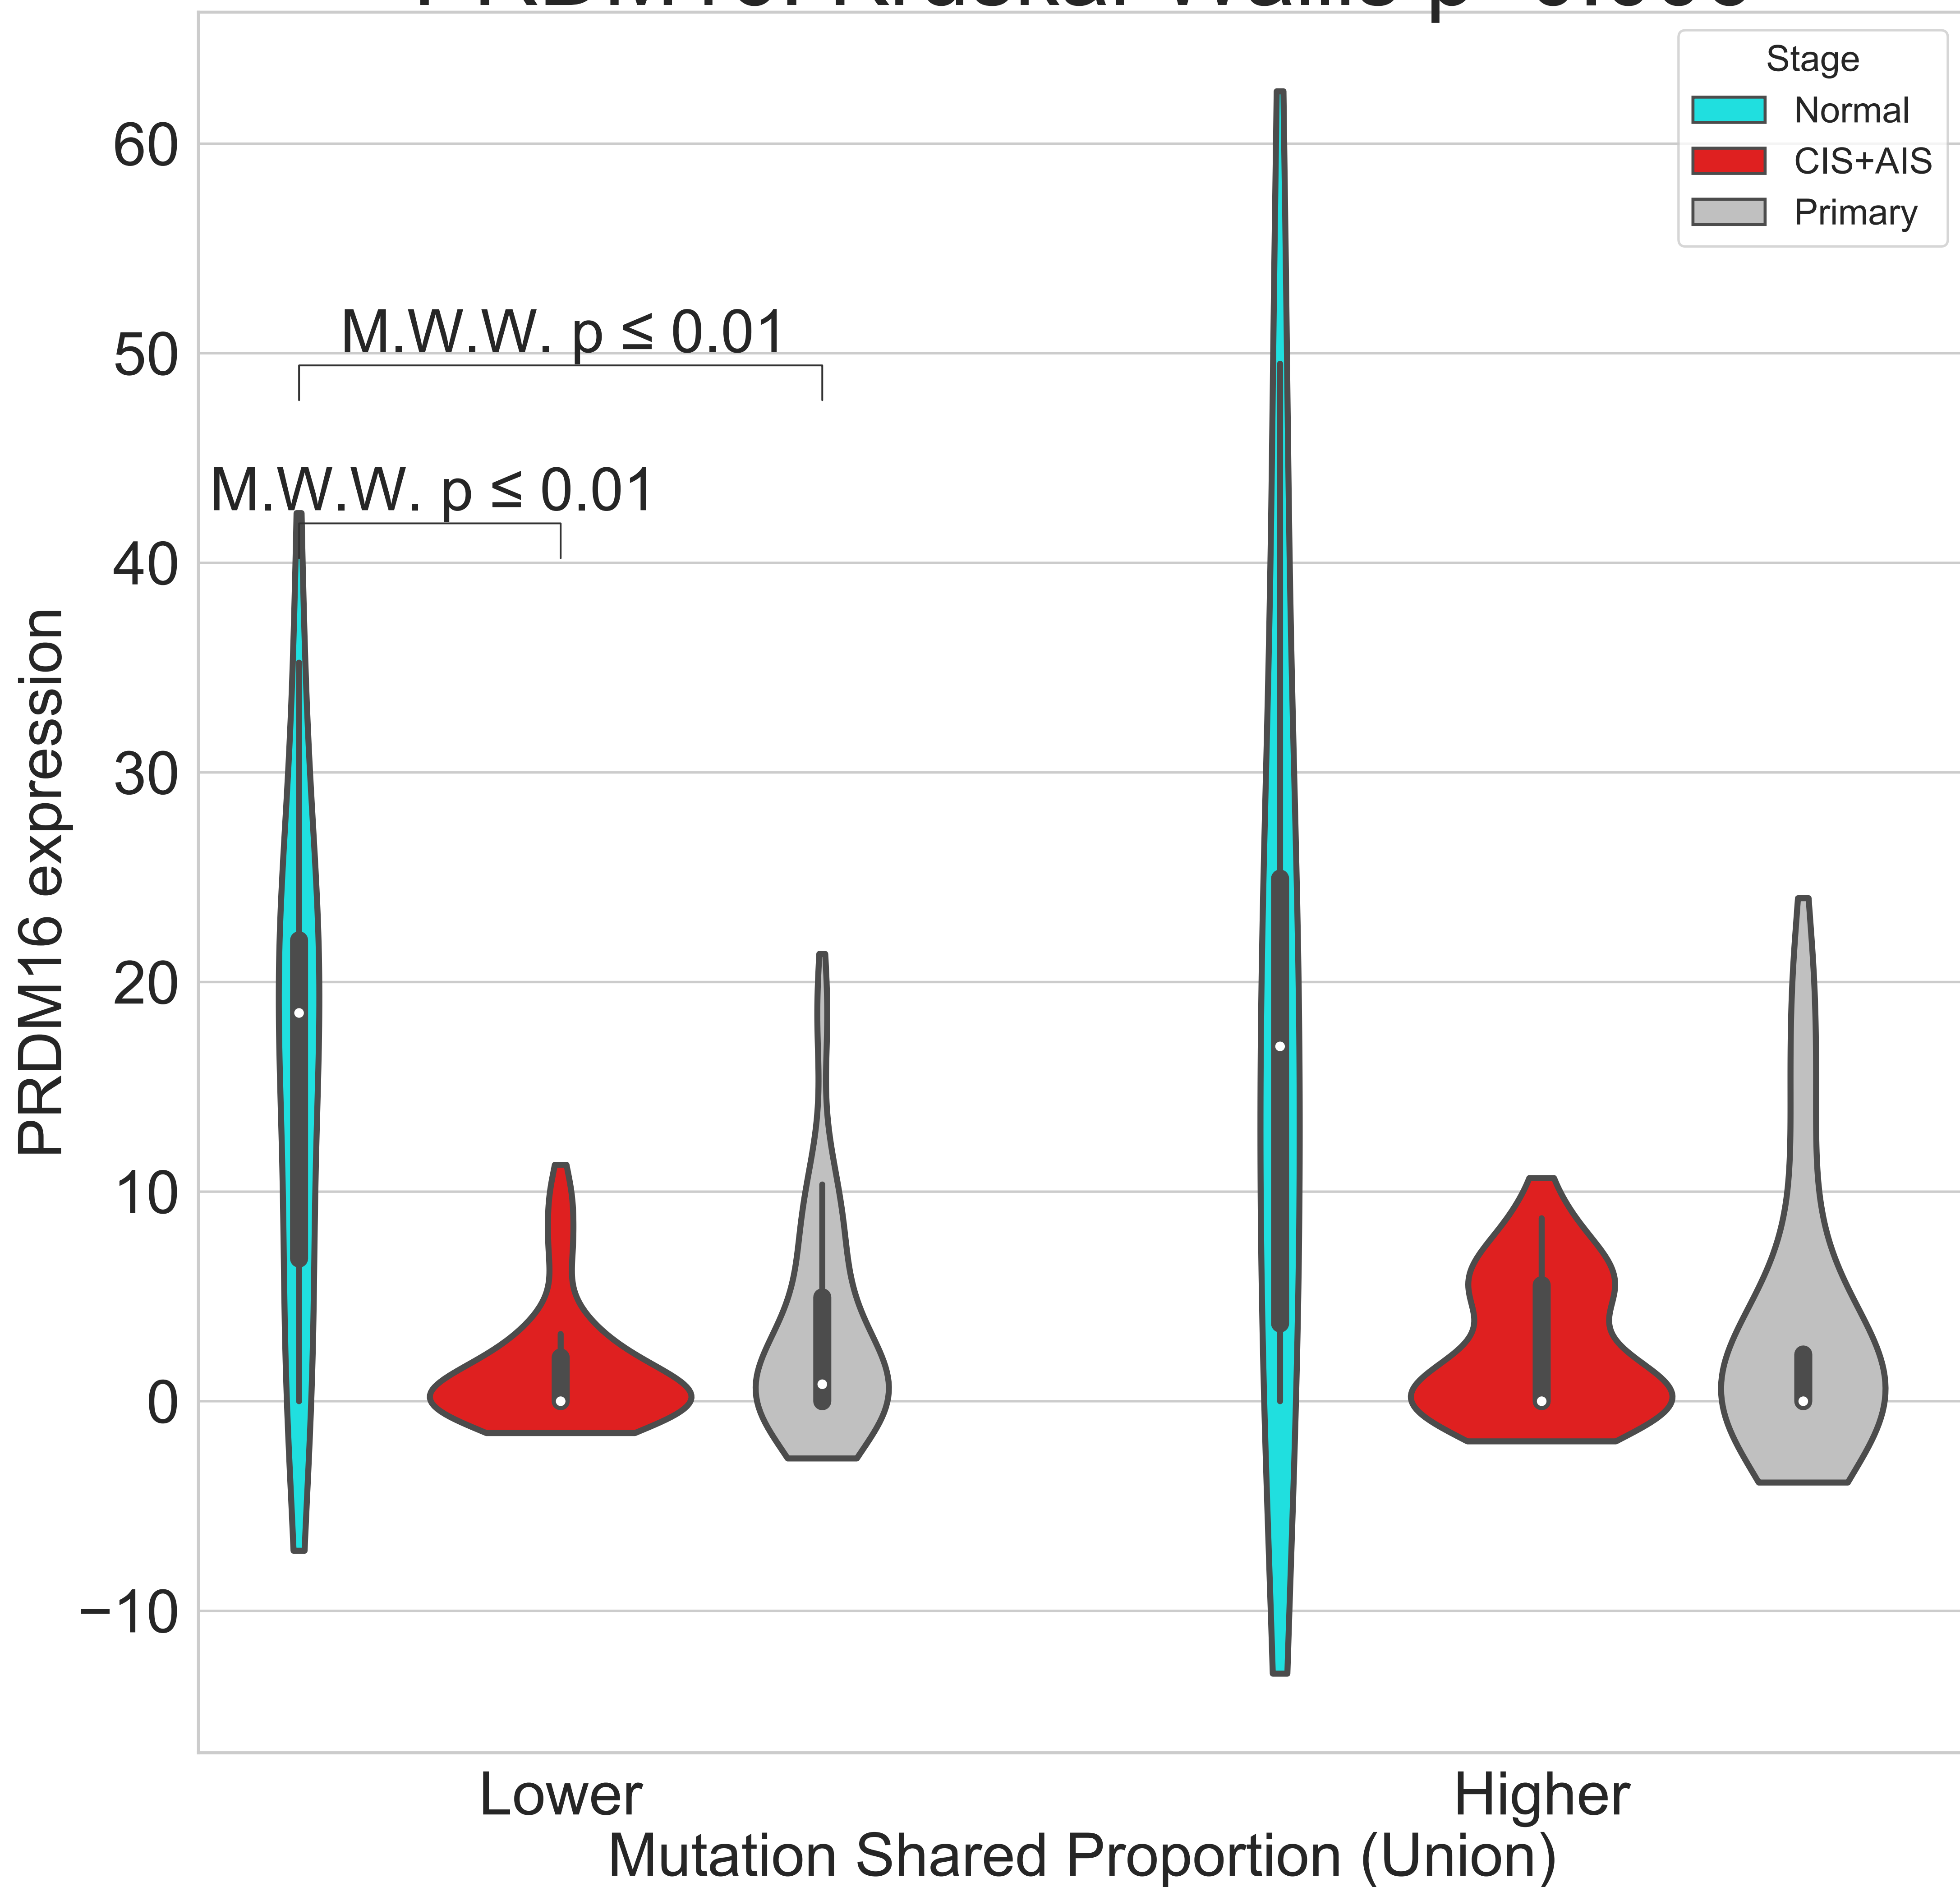 Stage
Normal
CIS+AIS
Primary
60
50
40
30
20
10
0
−10
M.W.W. p ≤ 0.01
M.W.W. p ≤ 0.01
PRDM16 expression
Lower
Higher
Mutation Shared Proportion (Union)